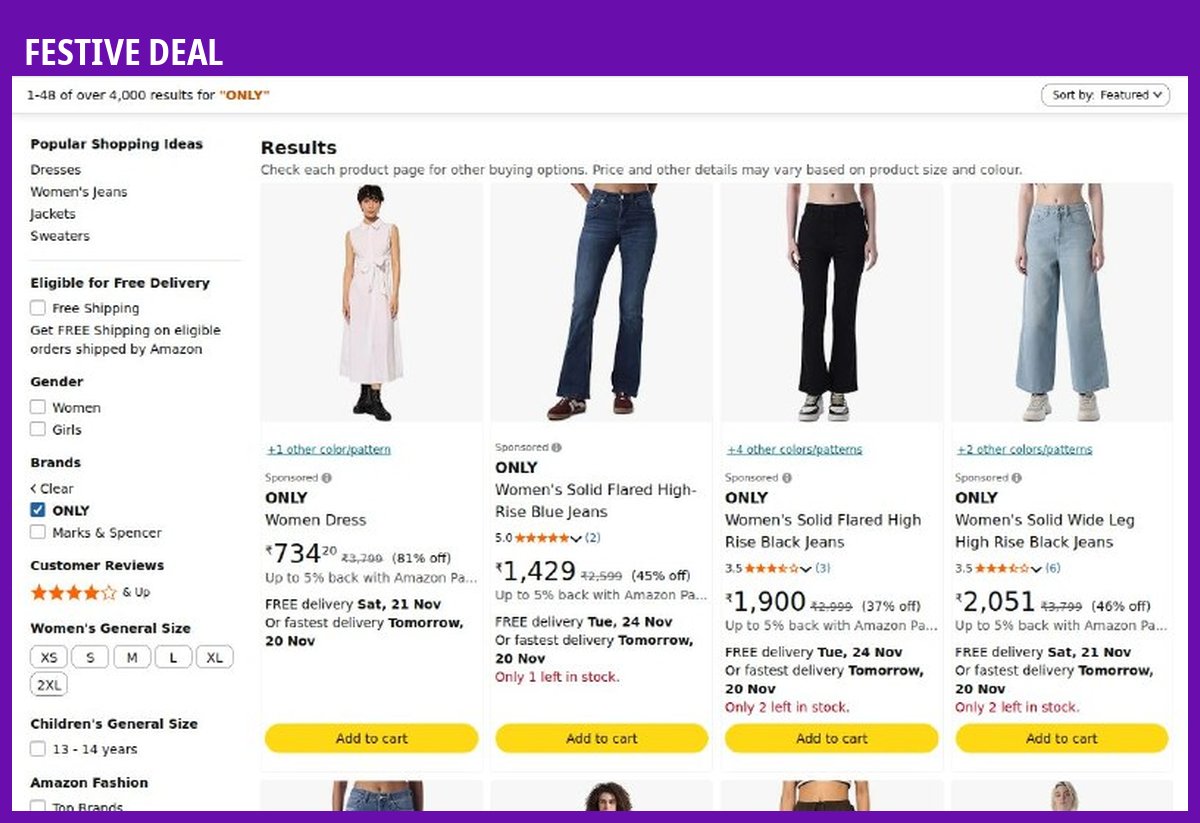 FESTIVE DEAL
1-48 of over 4,000 results for "ONLY"
Sort by: Featured
Popular Shopping Ideas
Dresses
Women's Jeans
Jackets
Sweaters
Eligible for Free Delivery
Free Shipping
Get FREE Shipping on eligible
orders shipped by Amazon
Gender
Women
Girls
Brands
Clear
ONLY
Marks & Spencer
Customer Reviews
& Up
Women's General Size
XS S M L XL
2XL
Children's General Size
13 - 14 years
Amazon Fashion
Top Brands
Results
Check each product page for other buying options. Price and other details may vary based on product size and colour.
+1 other color/pattern
Sponsored
ONLY
Women Dress
₹73420 ₹3,799 (81% off)
Up to 5% back with Amazon Pa...
FREE delivery Sat, 21 Nov
Or fastest delivery Tomorrow,
20 Nov
Add to cart
Sponsored
ONLY
Women's Solid Flared High-
Rise Blue Jeans
5.0 (2)
₹1,429 ₹2,599 (45% off)
Up to 5% back with Amazon Pa...
FREE delivery Tue, 24 Nov
Or fastest delivery Tomorrow,
20 Nov
Only 1 left in stock.
Add to cart
+4 other colors/patterns
Sponsored
ONLY
Women's Solid Flared High
Rise Black Jeans
3.5 (3)
₹1,900 ₹2,999 (37% off)
Up to 5% back with Amazon Pa...
FREE delivery Tue, 24 Nov
Or fastest delivery Tomorrow,
20 Nov
Only 2 left in stock.
Add to cart
+2 other colors/patterns
Sponsored
ONLY
Women's Solid Wide Leg
High Rise Black Jeans
3.5 (6)
₹2,051 ₹3,799 (46% off)
Up to 5% back with Amazon Pa...
FREE delivery Sat, 21 Nov
Or fastest delivery Tomorrow,
20 Nov
Only 2 left in stock.
Add to cart